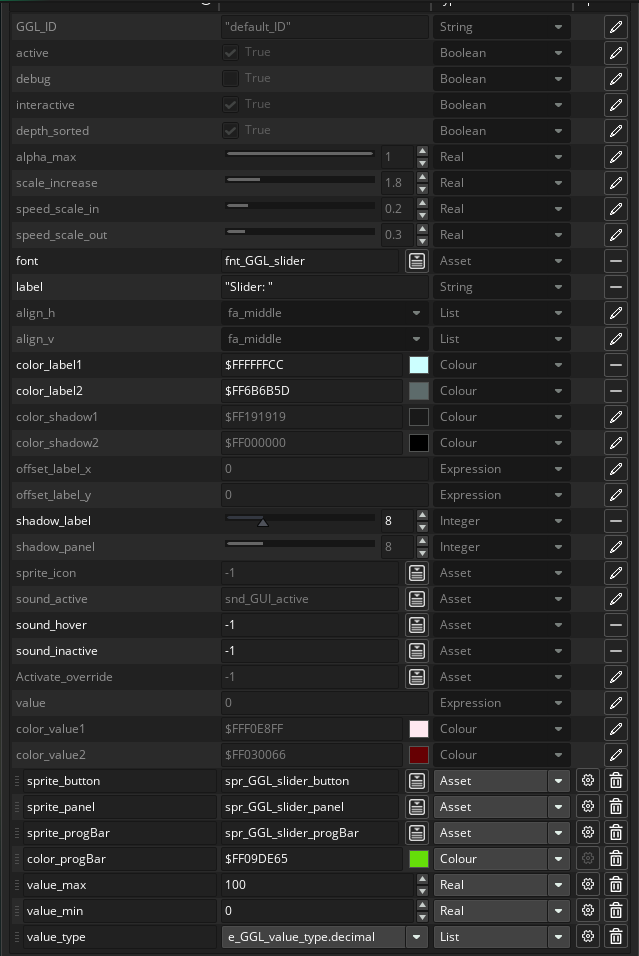 GGL_ID "default_ID" String
active True Boolean
debug True Boolean
interactive True Boolean
depth_sorted True Boolean
alpha_max 1 Real
scale_increase 1.8 Real
speed_scale_in 0.2 Real
speed_scale_out 0.3 Real
font fnt_GGL_slider Asset
label "Slider: " String
align_h fa_middle List
align_v fa_middle List
color_label1 $FFFFFFCC Colour
color_label2 $FF6B6B5D Colour
color_shadow1 $FF191919 Colour
color_shadow2 $FF000000 Colour
offset_label_x 0 Expression
offset_label_y 0 Expression
shadow_label 8 Integer
shadow_panel 8 Integer
sprite_icon -1 Asset
sound_active snd_GUI_active Asset
sound_hover -1 Asset
sound_inactive -1 Asset
Activate_override -1 Asset
value 0 Expression
color_value1 $FFF0E8FF Colour
color_value2 $FF030066 Colour
sprite_button spr_GGL_slider_button Asset
sprite_panel spr_GGL_slider_panel Asset
sprite_progBar spr_GGL_slider_progBar Asset
color_progBar $FF09DE65 Colour
value_max 100 Real
value_min 0 Real
value_type e_GGL_value_type.decimal List